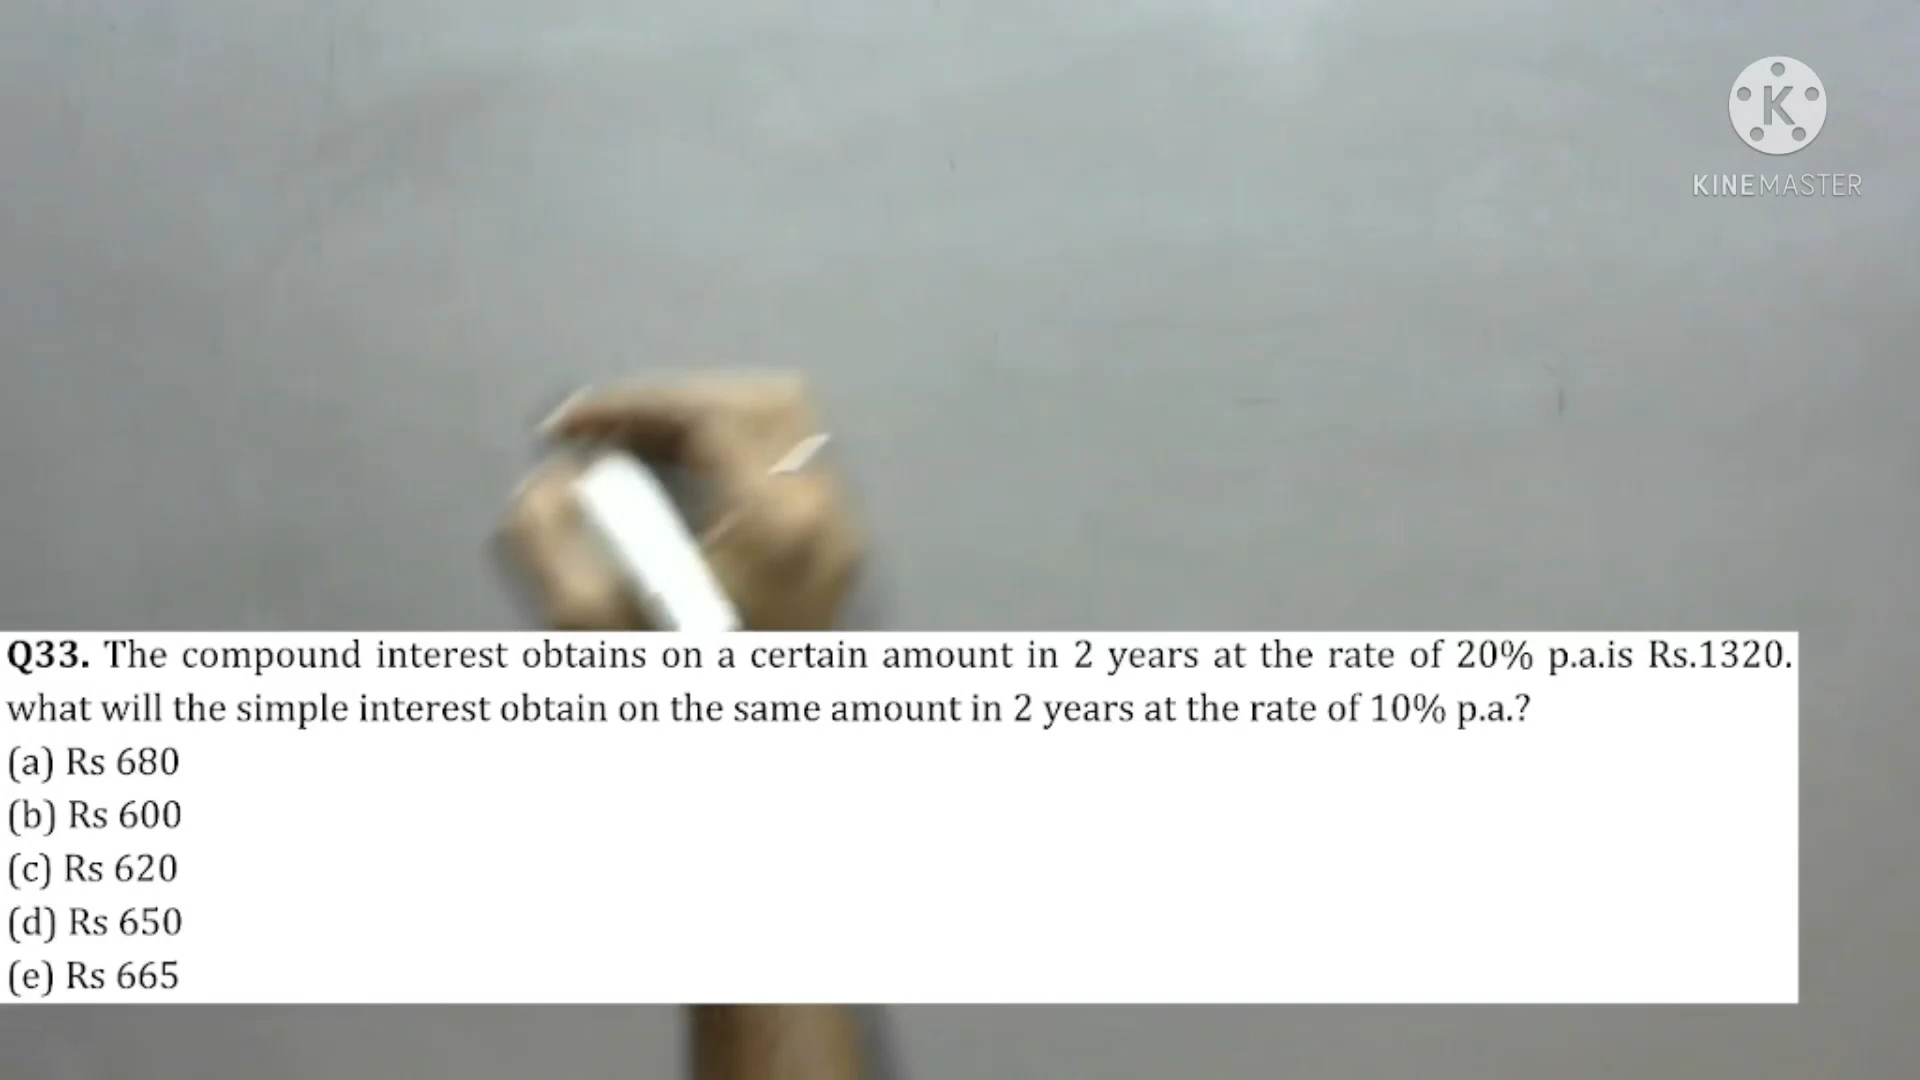 K
KINEMASTER
Q33. The compound interest obtains on a certain amount in 2 years at the rate of 20% p.a.is Rs.1320.
what will the simple interest obtain on the same amount in 2 years at the rate of 10% p.a.?
(a) Rs 680
(b) Rs 600
(c) Rs 620
(d) Rs 650
(e) Rs 665